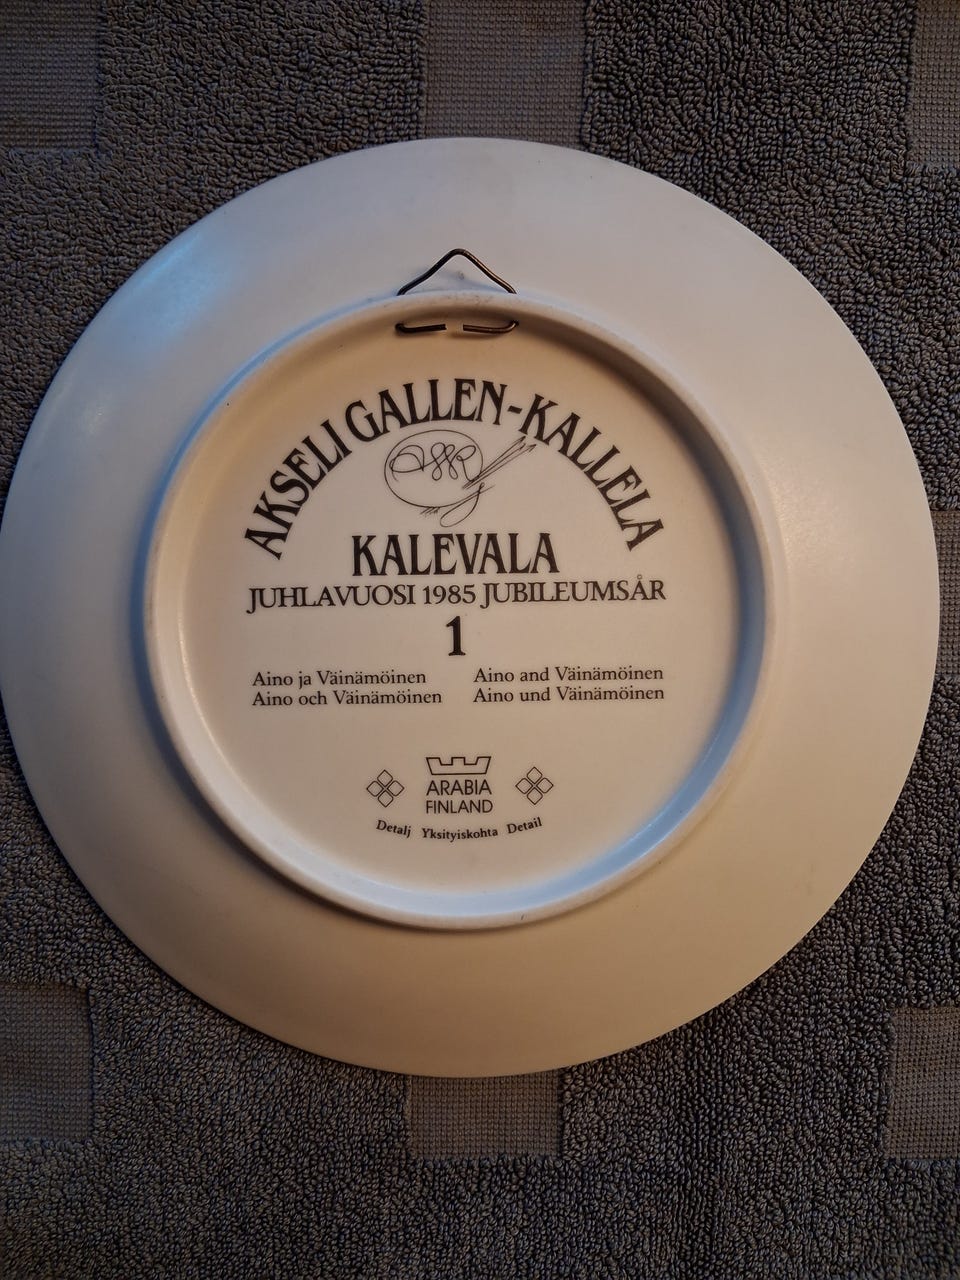 AKSELI GALLEN-KALLELA
KALEVALA
JUHLAVUOSI 1985 JUBILEUMSÅR
1
Aino ja Väinämöinen
Aino och Väinämöinen
Aino and Väinämöinen
Aino und Väinämöinen
ARABIA
FINLAND
Detalj Yksityiskohta Detail